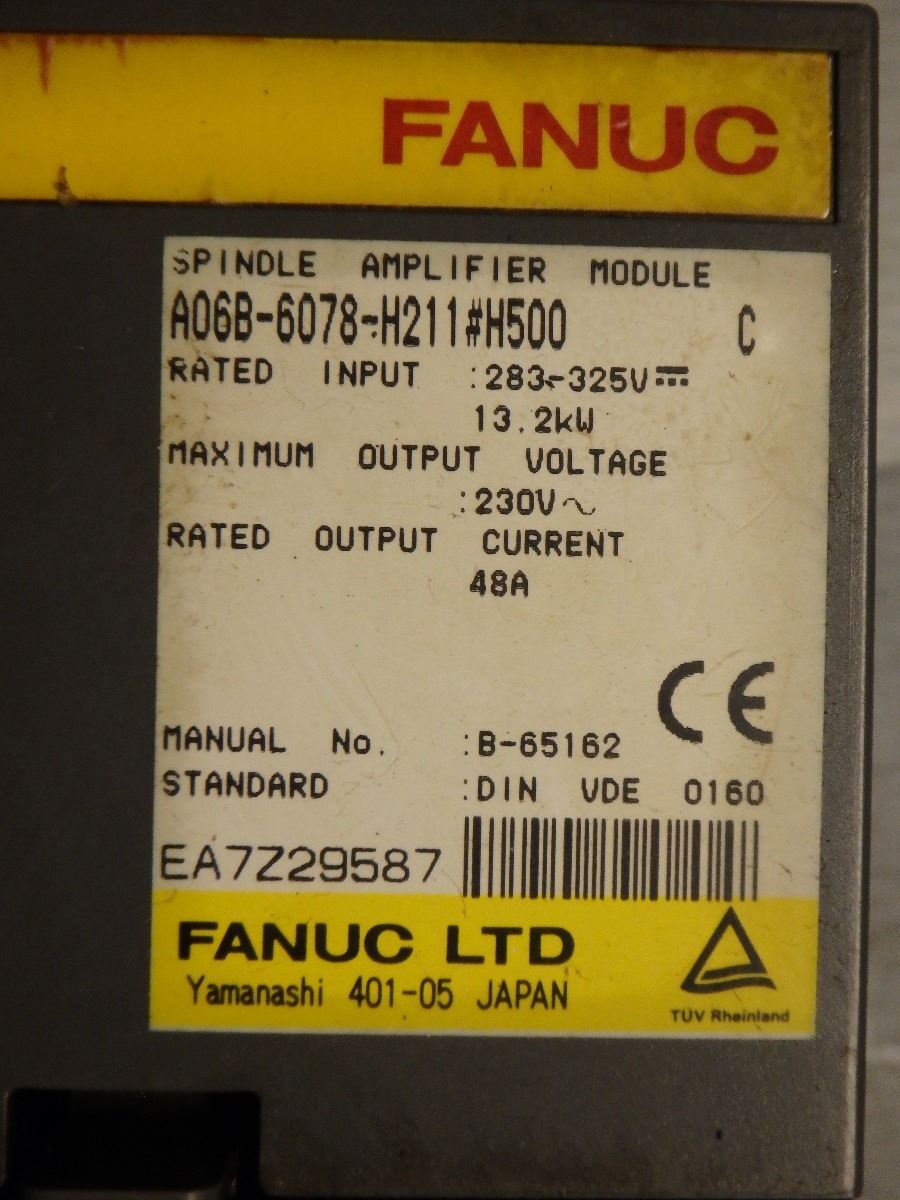 FANUC
SPINDLE AMPLIFIER MODULE
A06B-6078-H211#H500 C
RATED INPUT :283~325V⎓
13.2kW
MAXIMUM OUTPUT VOLTAGE
:230V~
RATED OUTPUT CURRENT
48A
CE
MANUAL No. :B-65162
STANDARD :DIN VDE 0160
EA7Z29587
FANUC LTD
Yamanashi 401-05 JAPAN
TÜV Rheinland